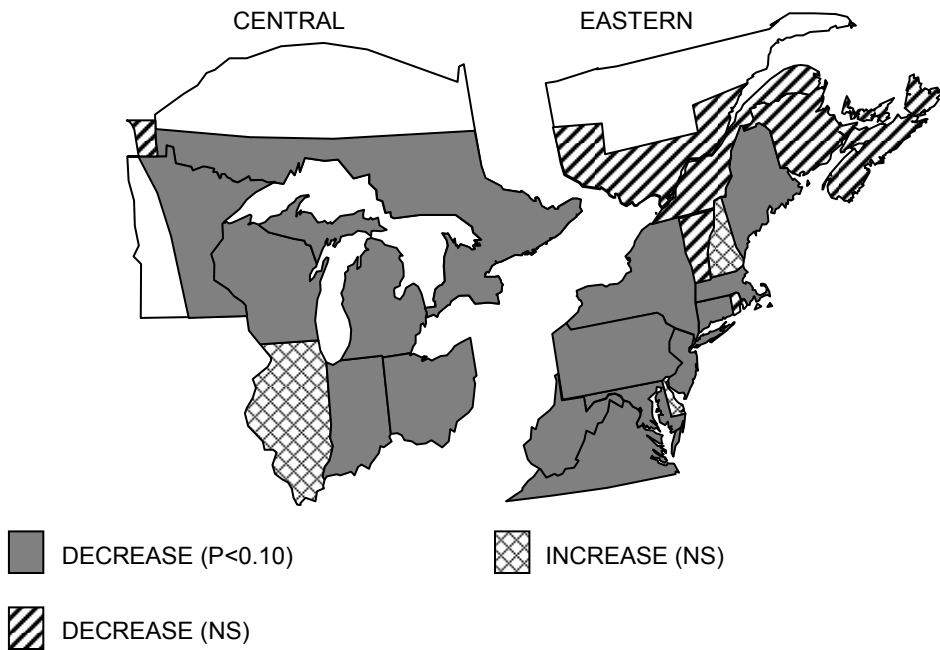 CENTRAL
EASTERN
DECREASE (P<0.10)
INCREASE (NS)
DECREASE (NS)